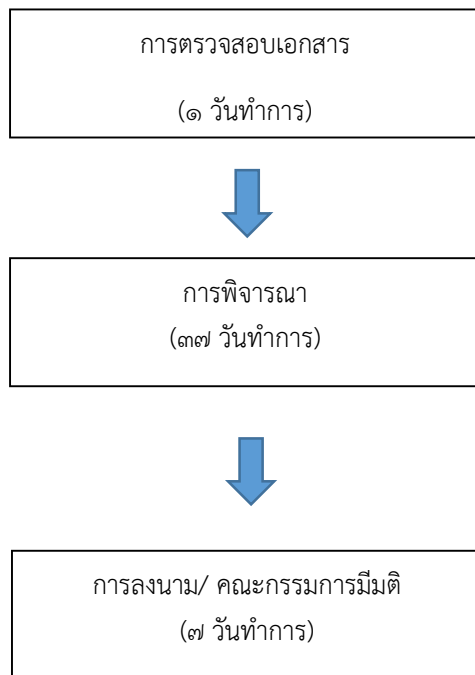 การตรวจสอบเอกสาร
(๑ วันทำการ)
การพิจารณา
(๓๗ วันทำการ)
การลงนาม/ คณะกรรมการมีมติ
(๗ วันทำการ)